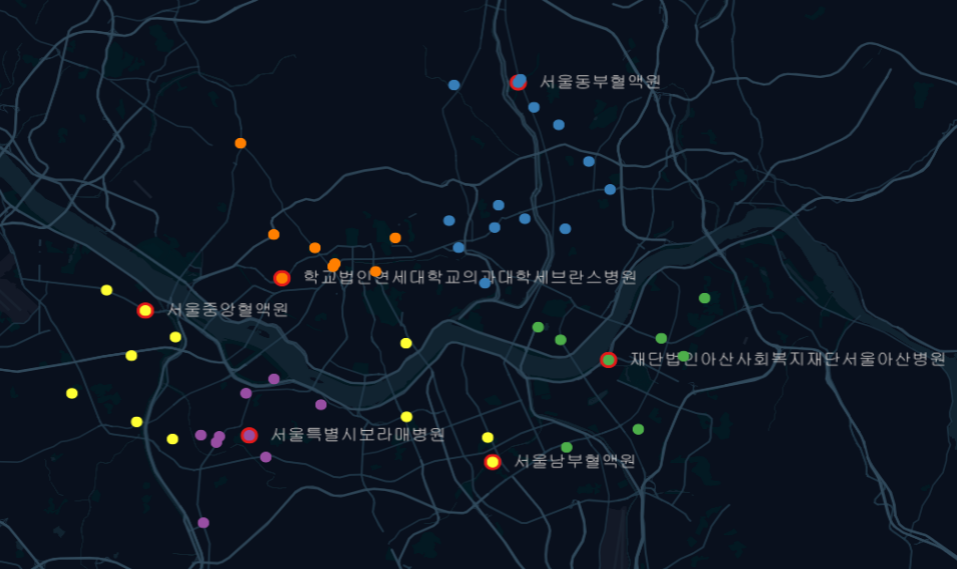 서울동부혈액원
학교법인연세대학교의과대학세브란스병원
서울중앙혈액원
재단법인아산사회복지재단서울아산병원
서울특별시보라매병원
서울남부혈액원